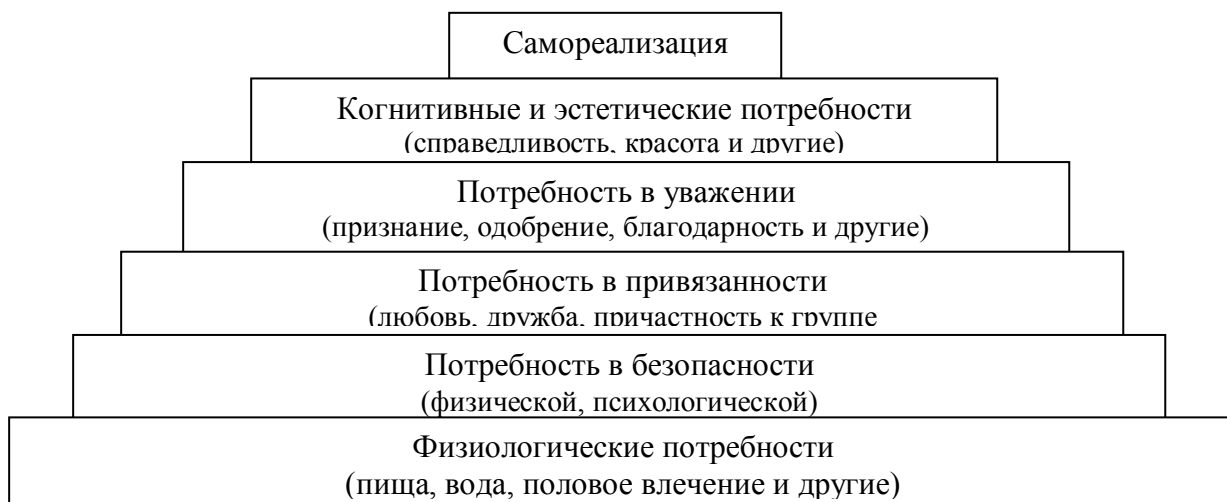 Самореализация
Когнитивные и эстетические потребности
(справедливость, красота и другие)
Потребность в уважении
(признание, одобрение, благодарность и другие)
Потребность в привязанности
(любовь, дружба, причастность к группе
Потребность в безопасности
(физической, психологической)
Физиологические потребности
(пища, вода, половое влечение и другие)